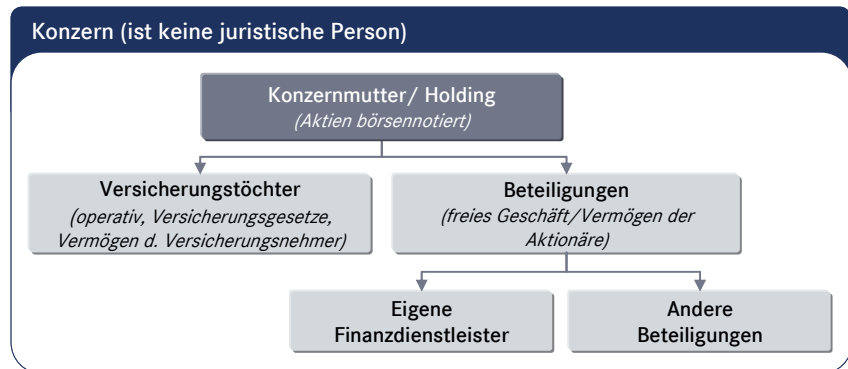 Konzern (ist keine juristische Person)
Konzernmutter/ Holding
(Aktien börsennotiert)
Versicherungstöchter
(operativ, Versicherungsgesetze,
Vermögen d. Versicherungsnehmer)
Beteiligungen
(freies Geschäft/Vermögen der
Aktionäre)
Eigene
Finanzdienstleister
Andere
Beteiligungen